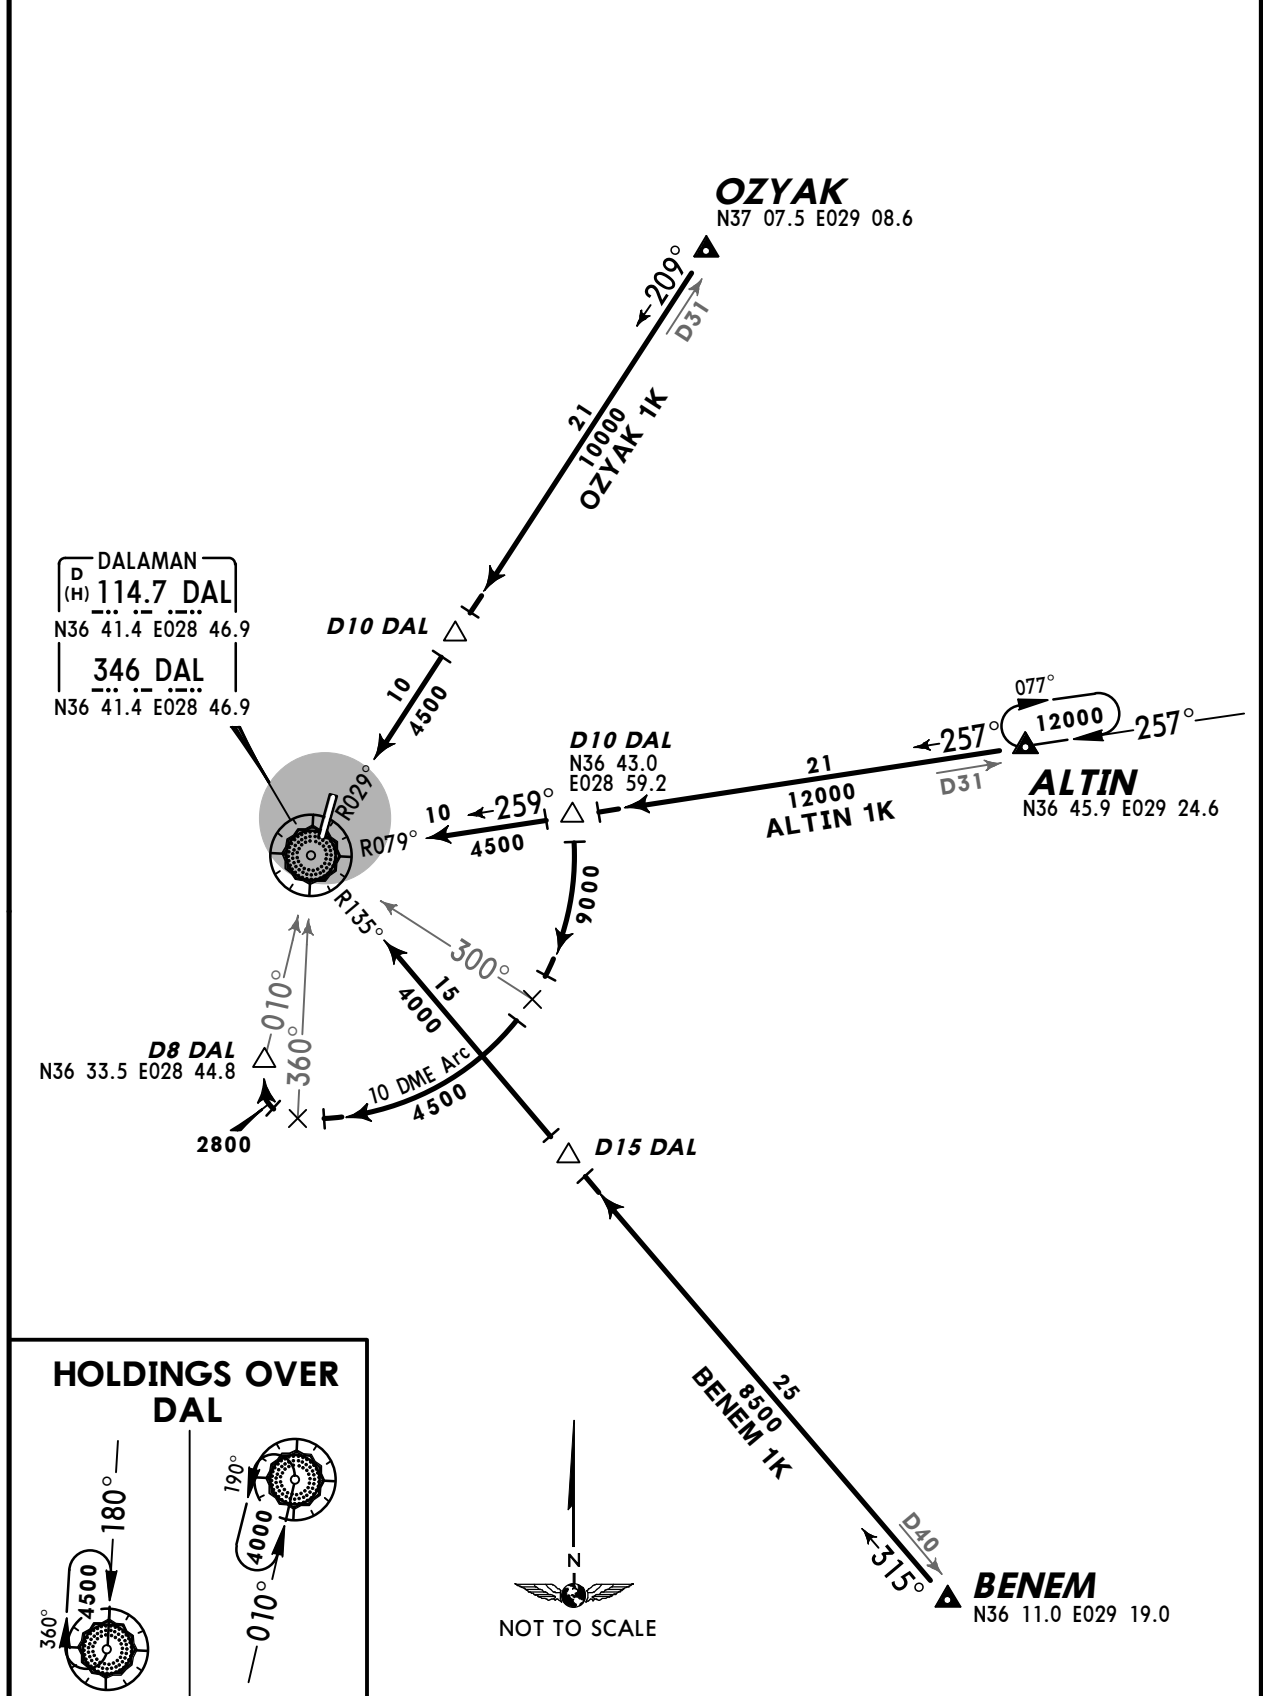 OZYAK
N37 07.5 E029 08.6
209°
D31
21
10000
OZYAK 1K
DALAMAN
D
(H) 114.7 DAL
N36 41.4 E028 46.9
346 DAL
N36 41.4 E028 46.9
D10 DAL
10
4500
R029°
077°
12000
257°
257°
D31
ALTIN
N36 45.9 E029 24.6
21
12000
ALTIN 1K
D10 DAL
N36 43.0
E028 59.2
259°
10
4500
R079°
9000
R135°
300°
15
4000
010°
360°
D8 DAL
N36 33.5 E028 44.8
2800
10 DME Arc
4500
D15 DAL
25
8500
BENEM 1K
D40
315°
BENEM
N36 11.0 E029 19.0
HOLDINGS OVER
DAL
180°
4500
360°
190°
4000
010°
N
NOT TO SCALE